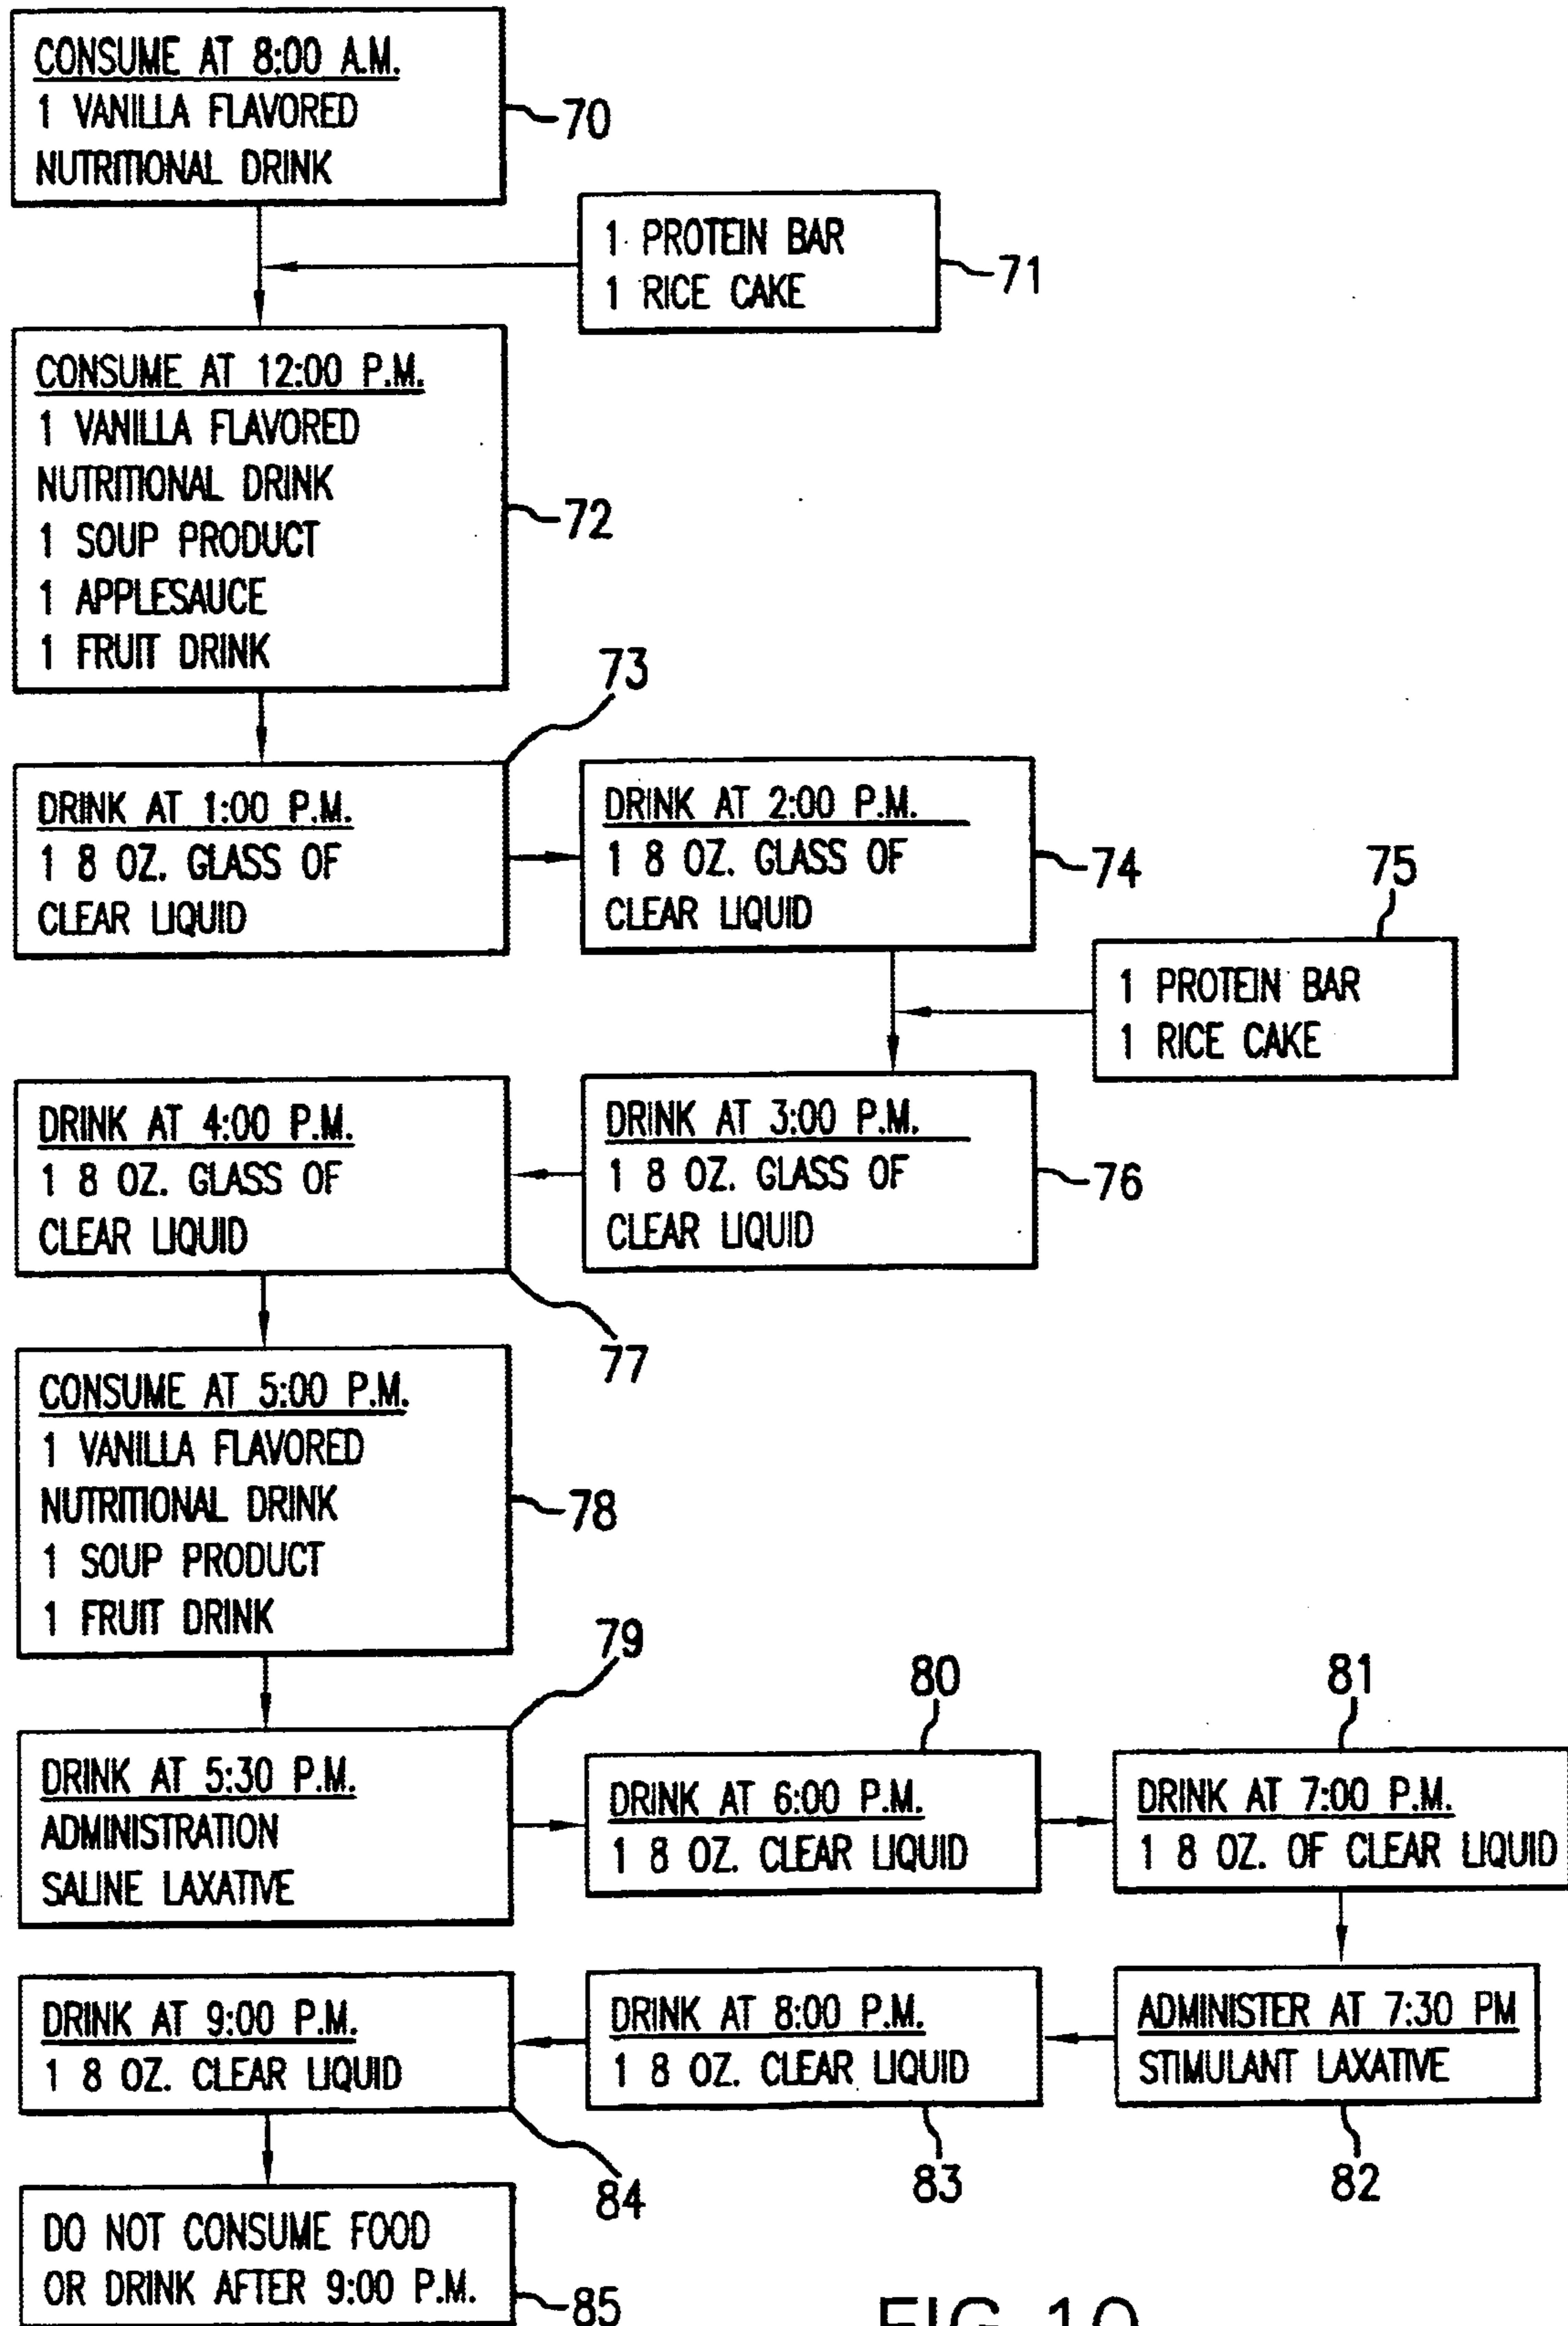 CONSUME AT 8:00 A.M.
1 VANILLA FLAVORED
NUTRITIONAL DRINK
70
1 PROTEIN BAR
1 RICE CAKE
71
CONSUME AT 12:00 P.M.
1 VANILLA FLAVORED
NUTRITIONAL DRINK
1 SOUP PRODUCT
1 APPLESAUCE
1 FRUIT DRINK
72
73
DRINK AT 1:00 P.M.
1 8 OZ. GLASS OF
CLEAR LIQUID
DRINK AT 2:00 P.M.
1 8 OZ. GLASS OF
CLEAR LIQUID
74
75
1 PROTEIN BAR
1 RICE CAKE
DRINK AT 3:00 P.M.
1 8 OZ. GLASS OF
CLEAR LIQUID
76
DRINK AT 4:00 P.M.
1 8 OZ. GLASS OF
CLEAR LIQUID
77
CONSUME AT 5:00 P.M.
1 VANILLA FLAVORED
NUTRITIONAL DRINK
1 SOUP PRODUCT
1 FRUIT DRINK
78
79
DRINK AT 5:30 P.M.
ADMINISTRATION
SALINE LAXATIVE
80
DRINK AT 6:00 P.M.
1 8 OZ. CLEAR LIQUID
81
DRINK AT 7:00 P.M.
1 8 OZ. OF CLEAR LIQUID
ADMINISTER AT 7:30 PM
STIMULANT LAXATIVE
82
DRINK AT 8:00 P.M.
1 8 OZ. CLEAR LIQUID
83
DRINK AT 9:00 P.M.
1 8 OZ. CLEAR LIQUID
84
DO NOT CONSUME FOOD
OR DRINK AFTER 9:00 P.M.
85